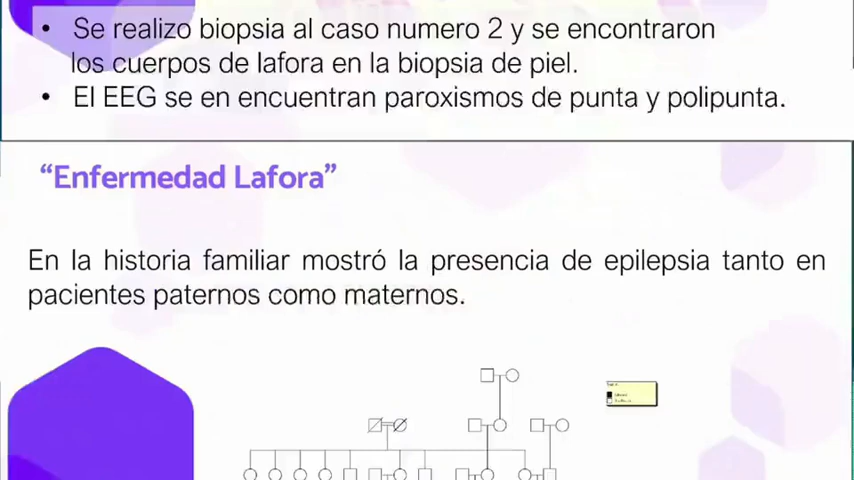 • Se realizo biopsia al caso numero 2 y se encontraron
los cuerpos de lafora en la biopsia de piel.
• El EEG se en encuentran paroxismos de punta y polipunta.
“Enfermedad Lafora”
En la historia familiar mostró la presencia de epilepsia tanto en
pacientes paternos como maternos.